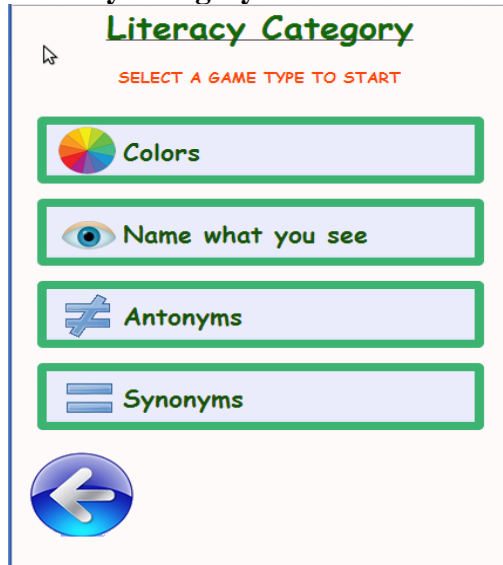 Literacy Category
SELECT A GAME TYPE TO START
Colors
Name what you see
Antonyms
Synonyms